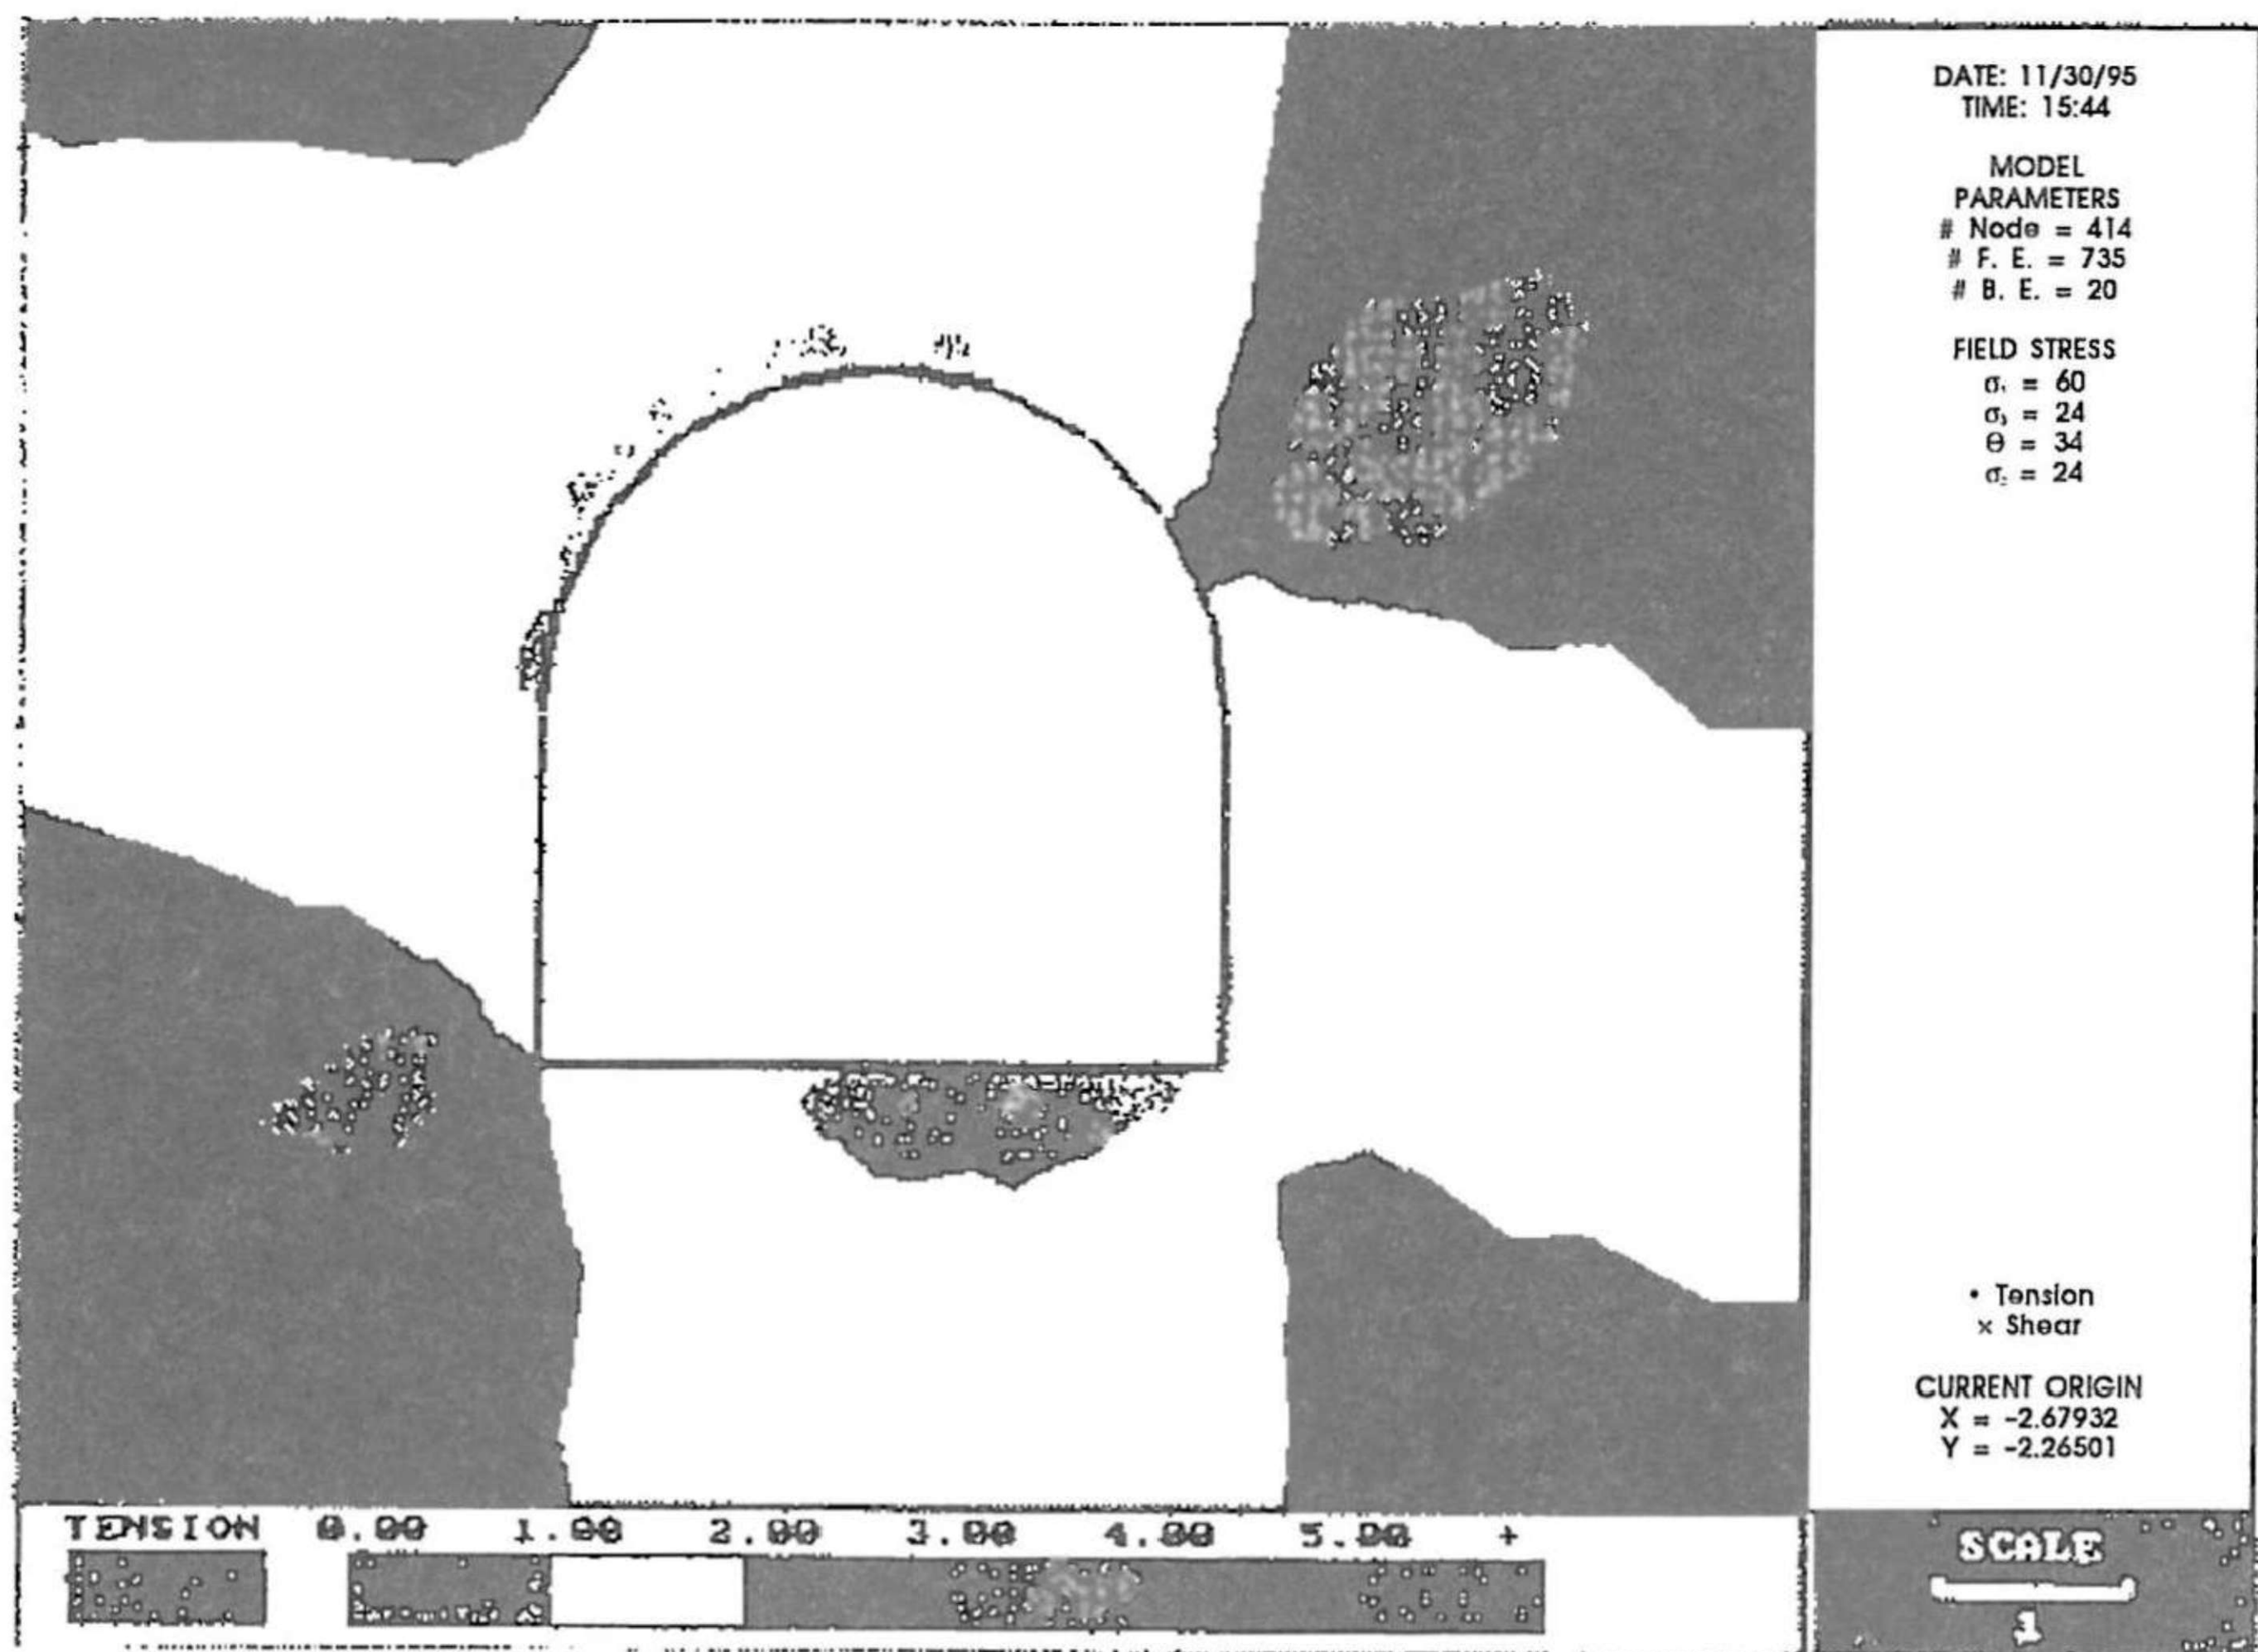 DATE: 11/30/95
TIME: 15:44
MODEL
PARAMETERS
# Node = 414
# F. E. = 735
# B. E. = 20
FIELD STRESS
σ₁ = 60
σ₃ = 24
Θ = 34
σ₂ = 24
• Tension
× Shear
CURRENT ORIGIN
X = -2.67932
Y = -2.26501
TENSION 0.00 1.00 2.00 3.00 4.00 5.00 +
SCALE
1